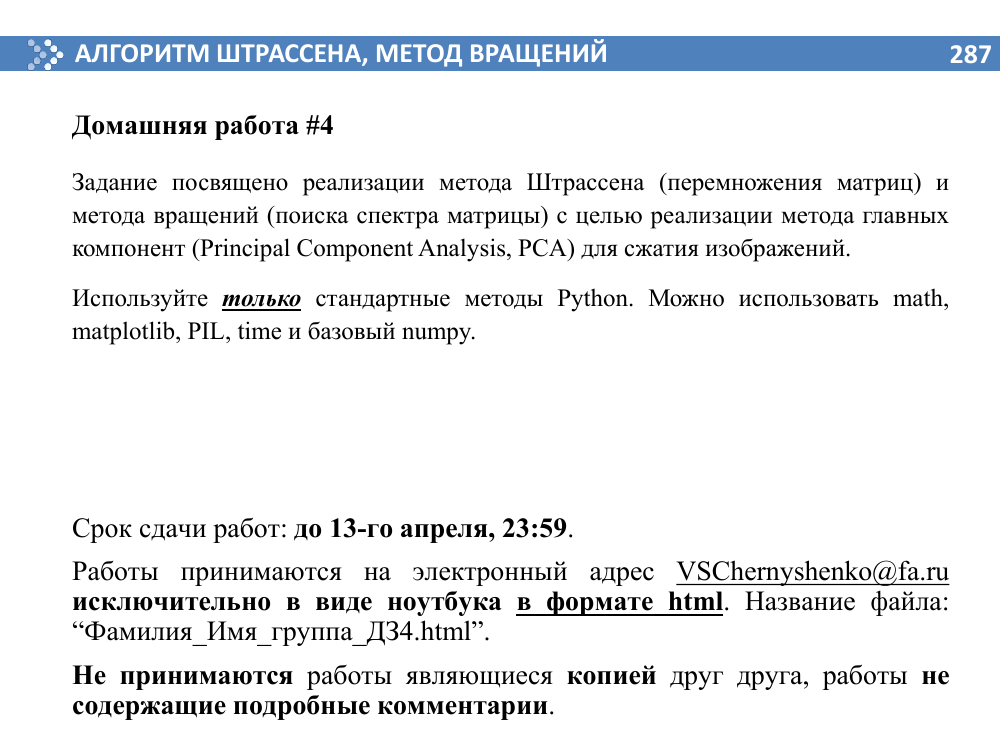 АЛГОРИТМ ШТРАССЕНА, МЕТОД ВРАЩЕНИЙ 287
Домашняя работа #4
Задание посвящено реализации метода Штрассена (перемножения матриц) и
метода вращений (поиска спектра матрицы) с целью реализации метода главных
компонент (Principal Component Analysis, PCA) для сжатия изображений.
Используйте только стандартные методы Python. Можно использовать math,
matplotlib, PIL, time и базовый numpy.
Срок сдачи работ: до 13-го апреля, 23:59.
Работы принимаются на электронный адрес VSChernyshenko@fa.ru
исключительно в виде ноутбука в формате html. Название файла:
“Фамилия_Имя_группа_ДЗ4.html”.
Не принимаются работы являющиеся копией друг друга, работы не
содержащие подробные комментарии.